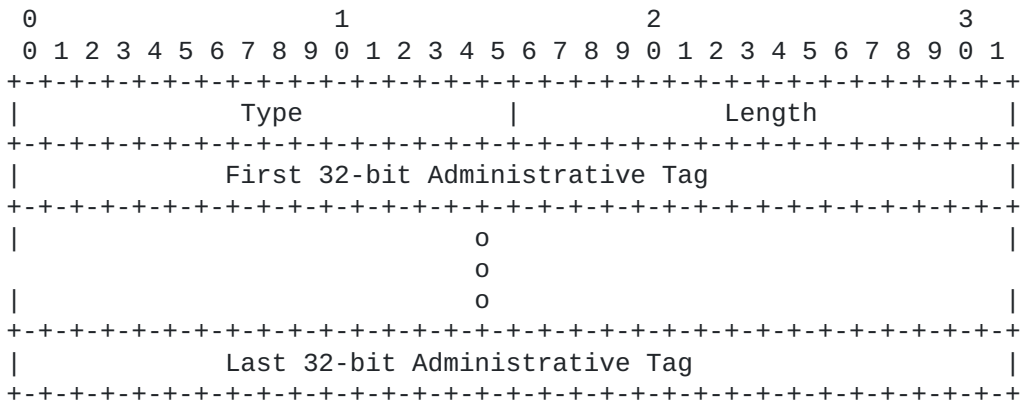 0                   1                   2                   3
 0 1 2 3 4 5 6 7 8 9 0 1 2 3 4 5 6 7 8 9 0 1 2 3 4 5 6 7 8 9 0 1
+-+-+-+-+-+-+-+-+-+-+-+-+-+-+-+-+-+-+-+-+-+-+-+-+-+-+-+-+-+-+-+-+
|              Type             |             Length            |
+-+-+-+-+-+-+-+-+-+-+-+-+-+-+-+-+-+-+-+-+-+-+-+-+-+-+-+-+-+-+-+-+
|             First 32-bit Administrative Tag                   |
+-+-+-+-+-+-+-+-+-+-+-+-+-+-+-+-+-+-+-+-+-+-+-+-+-+-+-+-+-+-+-+-+
|                             o                                 |
                              o
|                             o                                 |
+-+-+-+-+-+-+-+-+-+-+-+-+-+-+-+-+-+-+-+-+-+-+-+-+-+-+-+-+-+-+-+-+
|             Last 32-bit Administrative Tag                    |
+-+-+-+-+-+-+-+-+-+-+-+-+-+-+-+-+-+-+-+-+-+-+-+-+-+-+-+-+-+-+-+-+